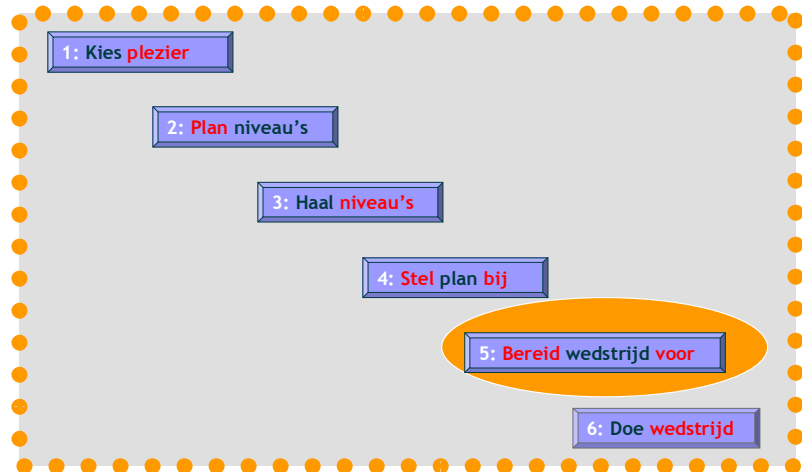 1: Kies plezier
2: Plan niveau's
3: Haal niveau's
4: Stel plan bij
5: Bereid wedstrijd voor
6: Doe wedstrijd